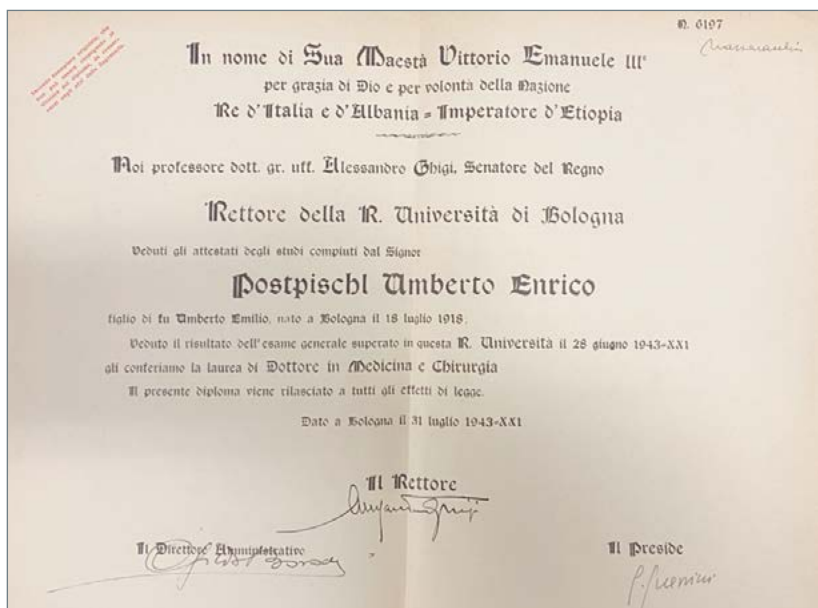 N. 6197
In nome di Sua Maestà Vittorio Emanuele III°
per grazia di Dio e per volontà della Nazione
Re d'Italia e d'Albania = Imperatore d'Etiopia
Noi professore dott. gr. uff. Alessandro Ghigi, Senatore del Regno
Rettore della R. Università di Bologna
Veduti gli attestati degli studi compiuti dal Signor
Postpischl Umberto Enrico
figlio di fu Umberto Emilio, nato a Bologna il 18 luglio 1918,
Veduto il risultato dell'esame generale superato in questa R. Università il 28 giugno 1943=XXI
gli conferiamo la laurea di Dottore in Medicina e Chirurgia
Il presente diploma viene rilasciato a tutti gli effetti di legge.
Dato a Bologna il 31 luglio 1943=XXI
Il Rettore
Il Direttore Amministrativo
Il Preside